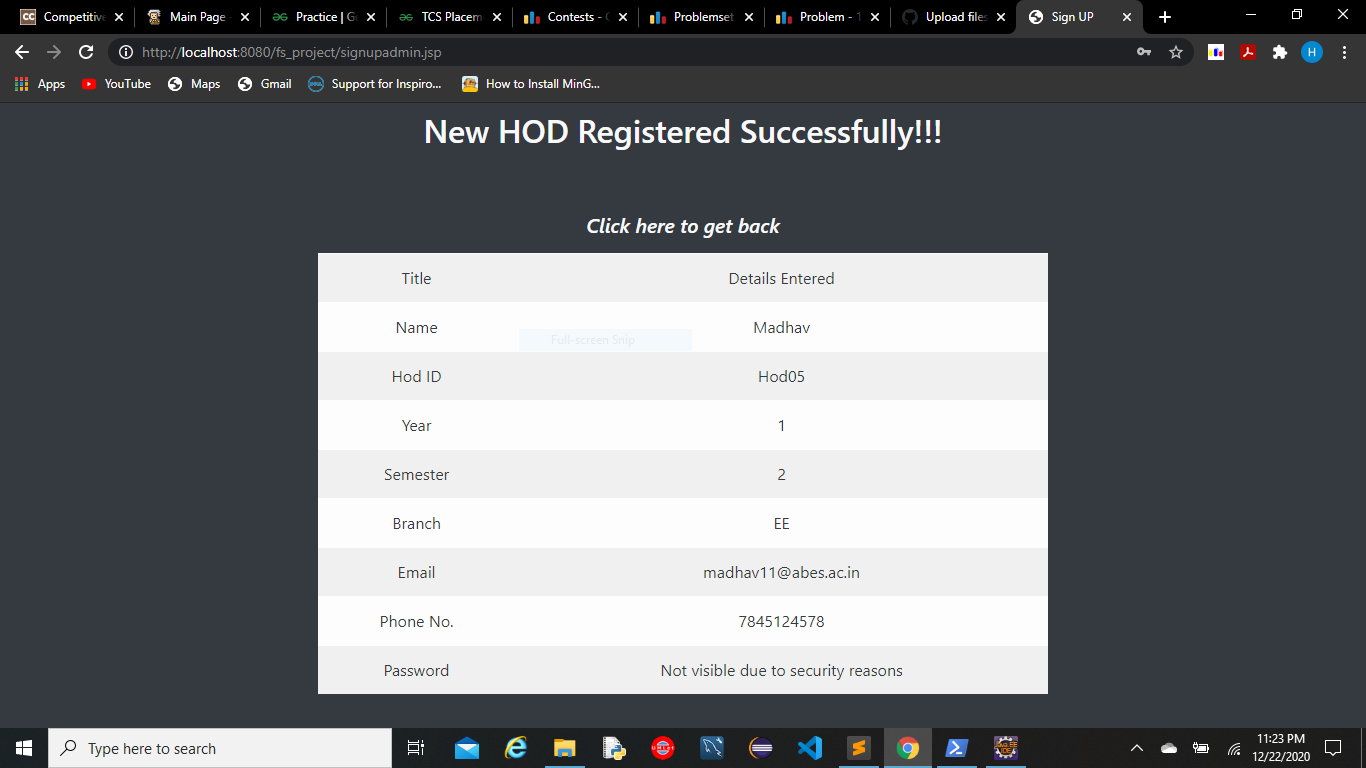 Competitive
Main Page
Practice | G
TCS Placem
Contests -
Problemset
Problem - T
Upload files
Sign UP
http://localhost:8080/fs_project/signupadmin.jsp
H
Apps
YouTube
Maps
Gmail
Support for Inspiro...
How to Install MinG...
New HOD Registered Successfully!!!
Click here to get back
Title Details Entered
Name Madhav
Full-screen Snip
Hod ID Hod05
Year 1
Semester 2
Branch EE
Email madhav11@abes.ac.in
Phone No. 7845124578
Password Not visible due to security reasons
Type here to search
11:23 PM
12/22/2020